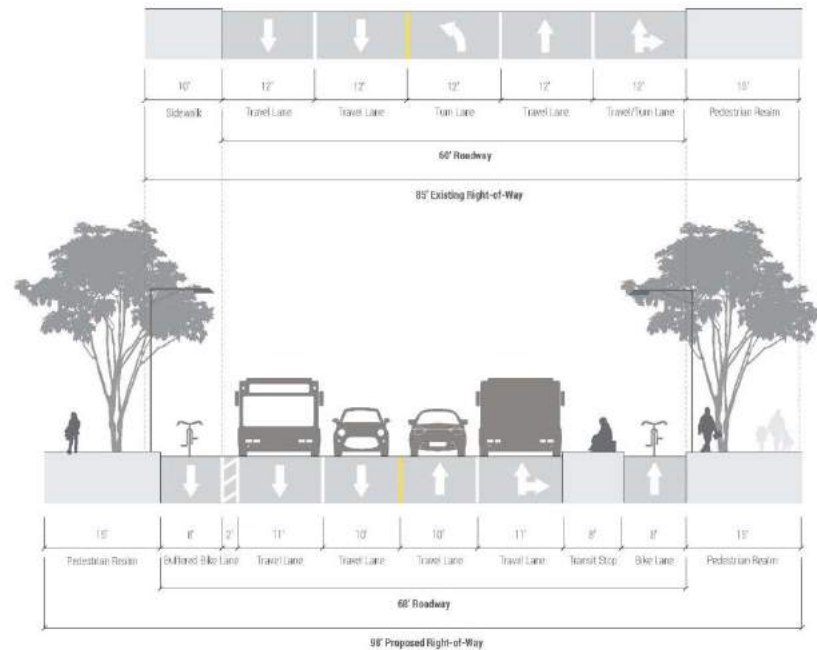 10' 12' 12' 12' 12' 12' 15'
Sidewalk Travel Lane Travel Lane Turn Lane Travel Lane Travel/Turn Lane Pedestrian Realm
60' Roadway
85' Existing Right-of-Way
15' 8' 2' 11' 10' 10' 11' 8' 8' 15'
Pedestrian Realm Buffered Bike Lane Travel Lane Travel Lane Travel Lane Travel Lane Transit Stop Bike Lane Pedestrian Realm
68' Roadway
98' Proposed Right-of-Way